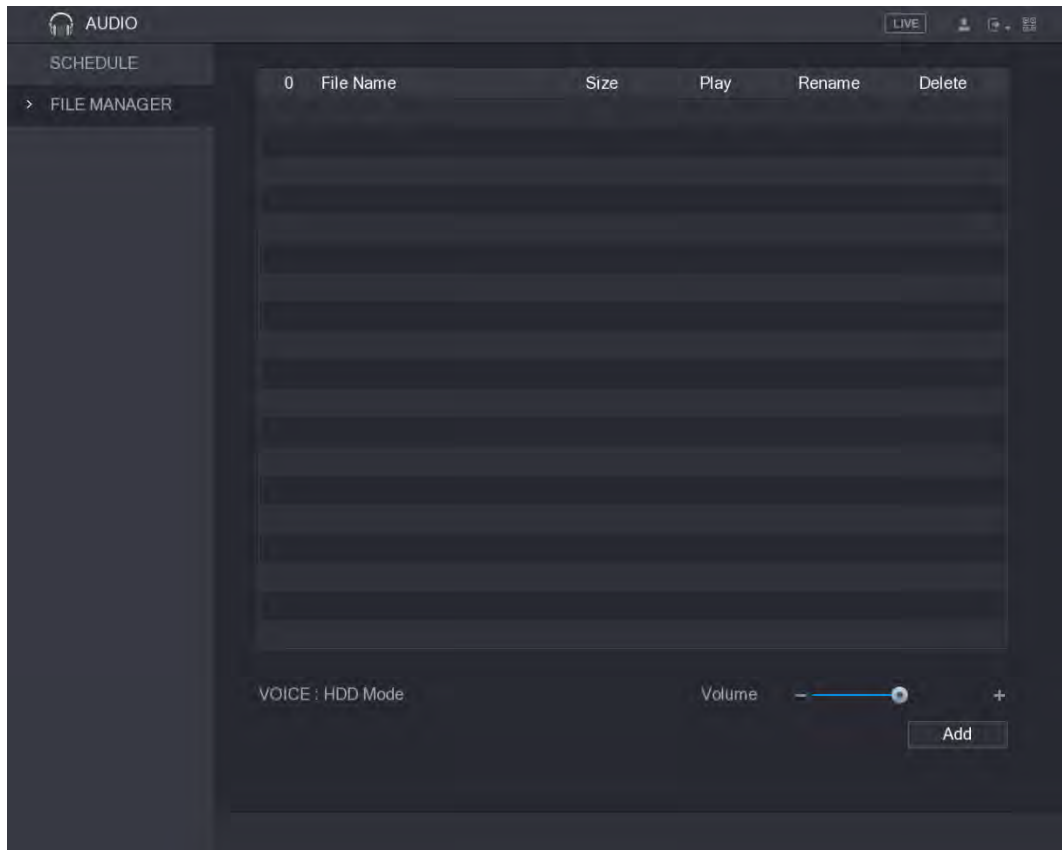 AUDIO LIVE
SCHEDULE
FILE MANAGER
0 File Name Size Play Rename Delete
VOICE : HDD Mode Volume
Add